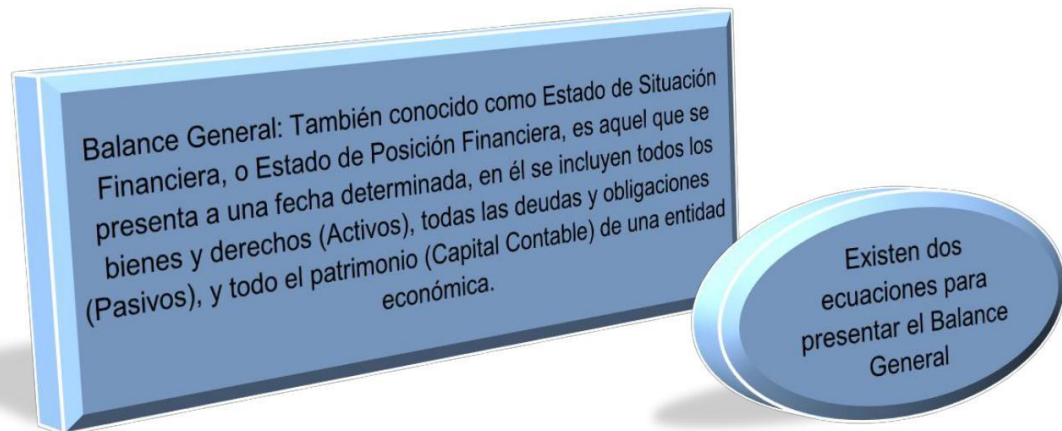 Balance General: También conocido como Estado de Situación
Financiera, o Estado de Posición Financiera, es aquel que se
presenta a una fecha determinada, en él se incluyen todos los
bienes y derechos (Activos), todas las deudas y obligaciones
(Pasivos), y todo el patrimonio (Capital Contable) de una entidad
económica.
Existen dos
ecuaciones para
presentar el Balance
General